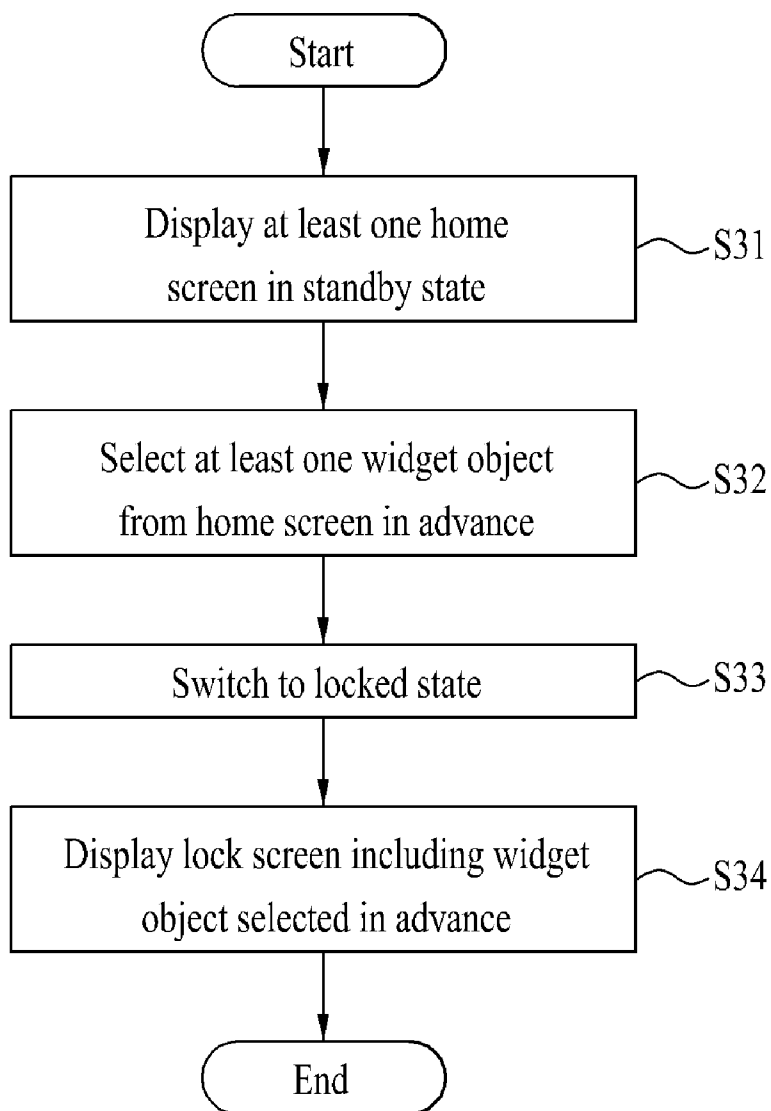 Start
Display at least one home
screen in standby state
S31
Select at least one widget object
from home screen in advance
S32
Switch to locked state
S33
Display lock screen including widget
object selected in advance
S34
End